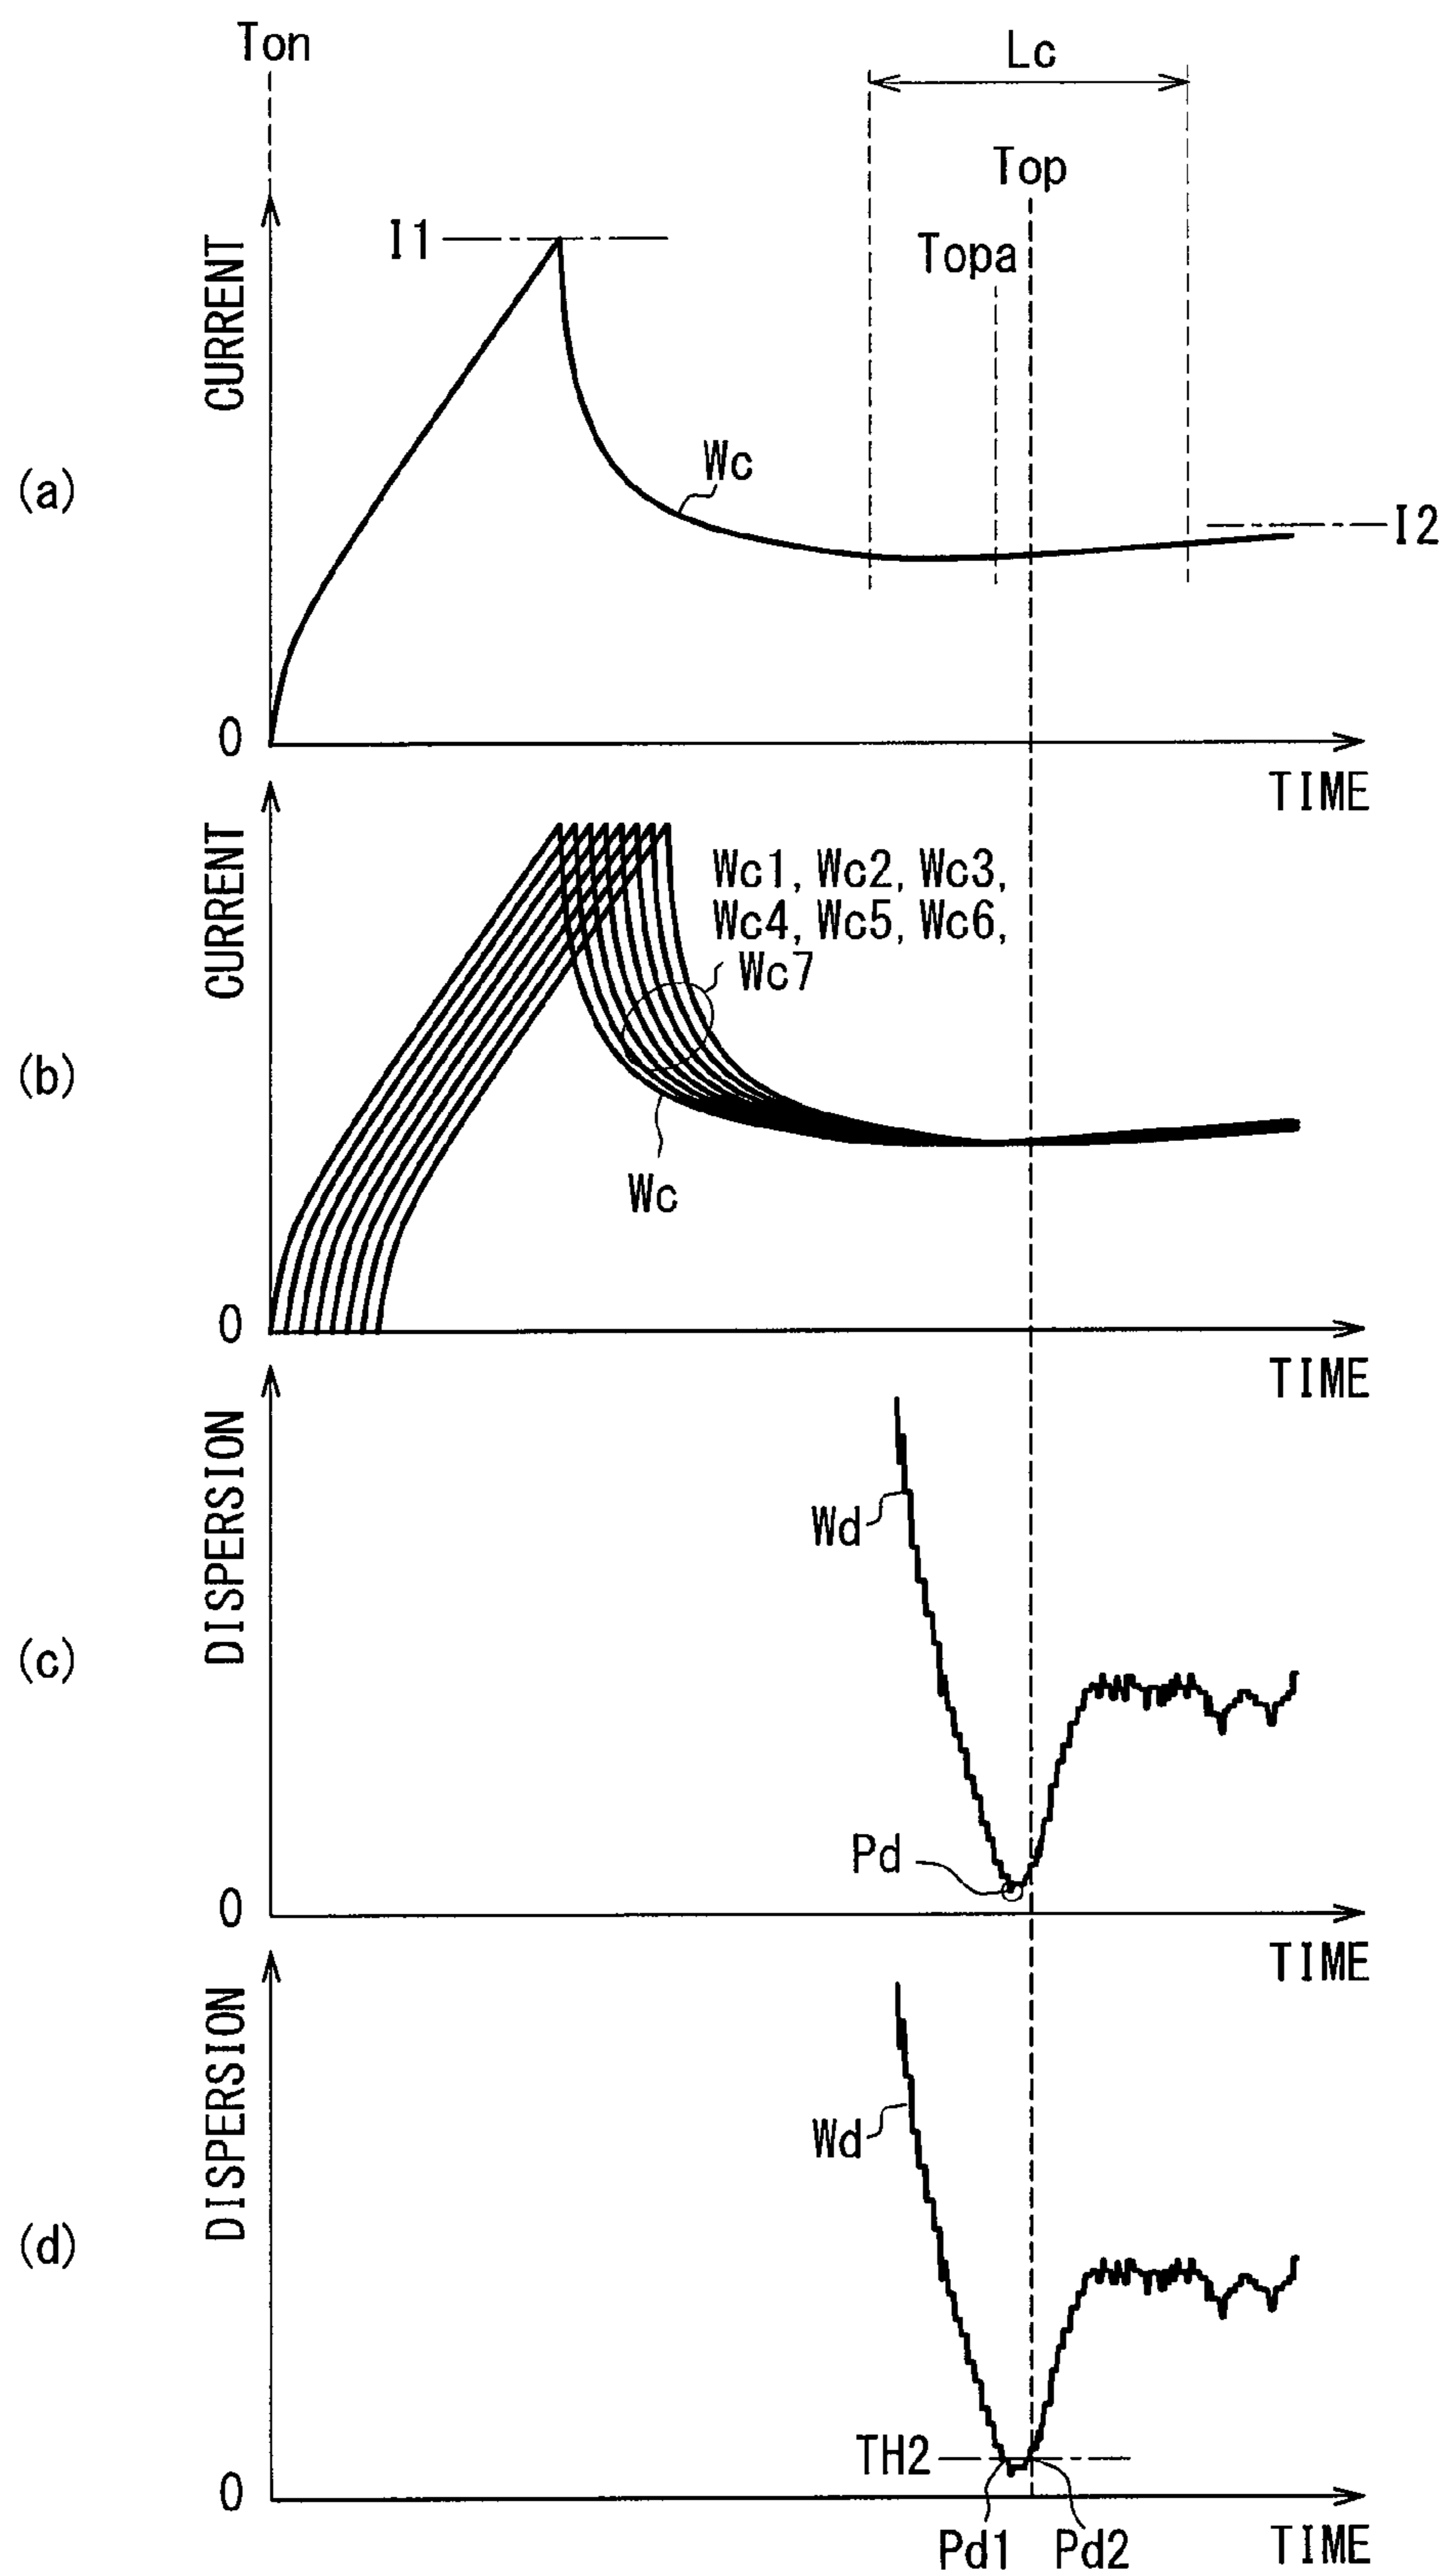 Ton
Lc
Top
Topa
I1
CURRENT
Wc
(a)
I2
0
TIME
CURRENT
Wc1, Wc2, Wc3,
Wc4, Wc5, Wc6,
Wc7
(b)
Wc
0
TIME
DISPERSION
Wd
(c)
Pd
0
TIME
DISPERSION
Wd
(d)
TH2
0
Pd1
Pd2
TIME